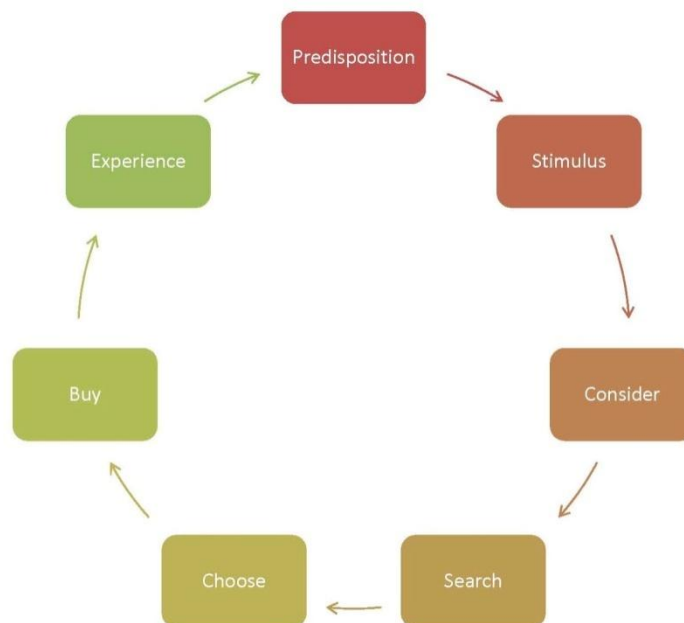 Predisposition
Stimulus
Consider
Search
Choose
Buy
Experience